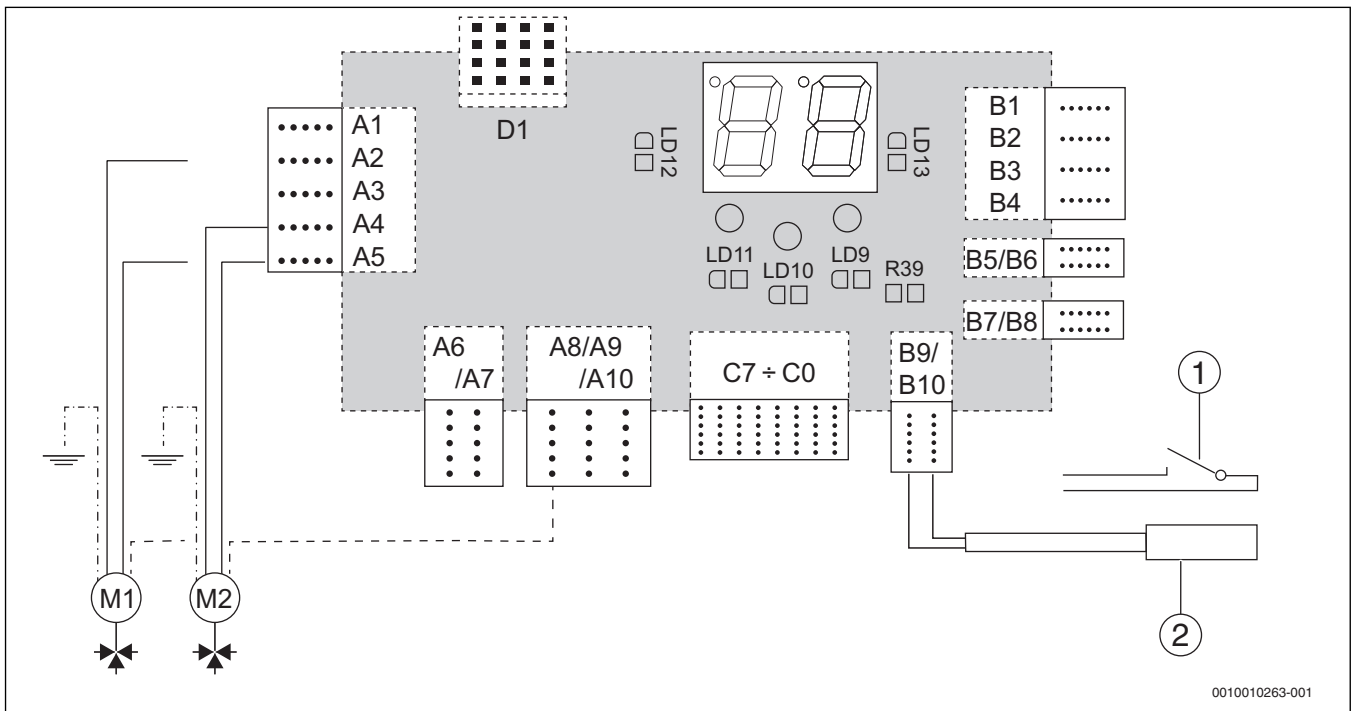 D1
A1
A2
A3
A4
A5
LD12
LD13
B1
B2
B3
B4
LD11
LD10
LD9
R39
B5/B6
B7/B8
A6
/A7
A8/A9
/A10
C7 ÷ C0
B9/
B10
1
M1
M2
2
0010010263-001